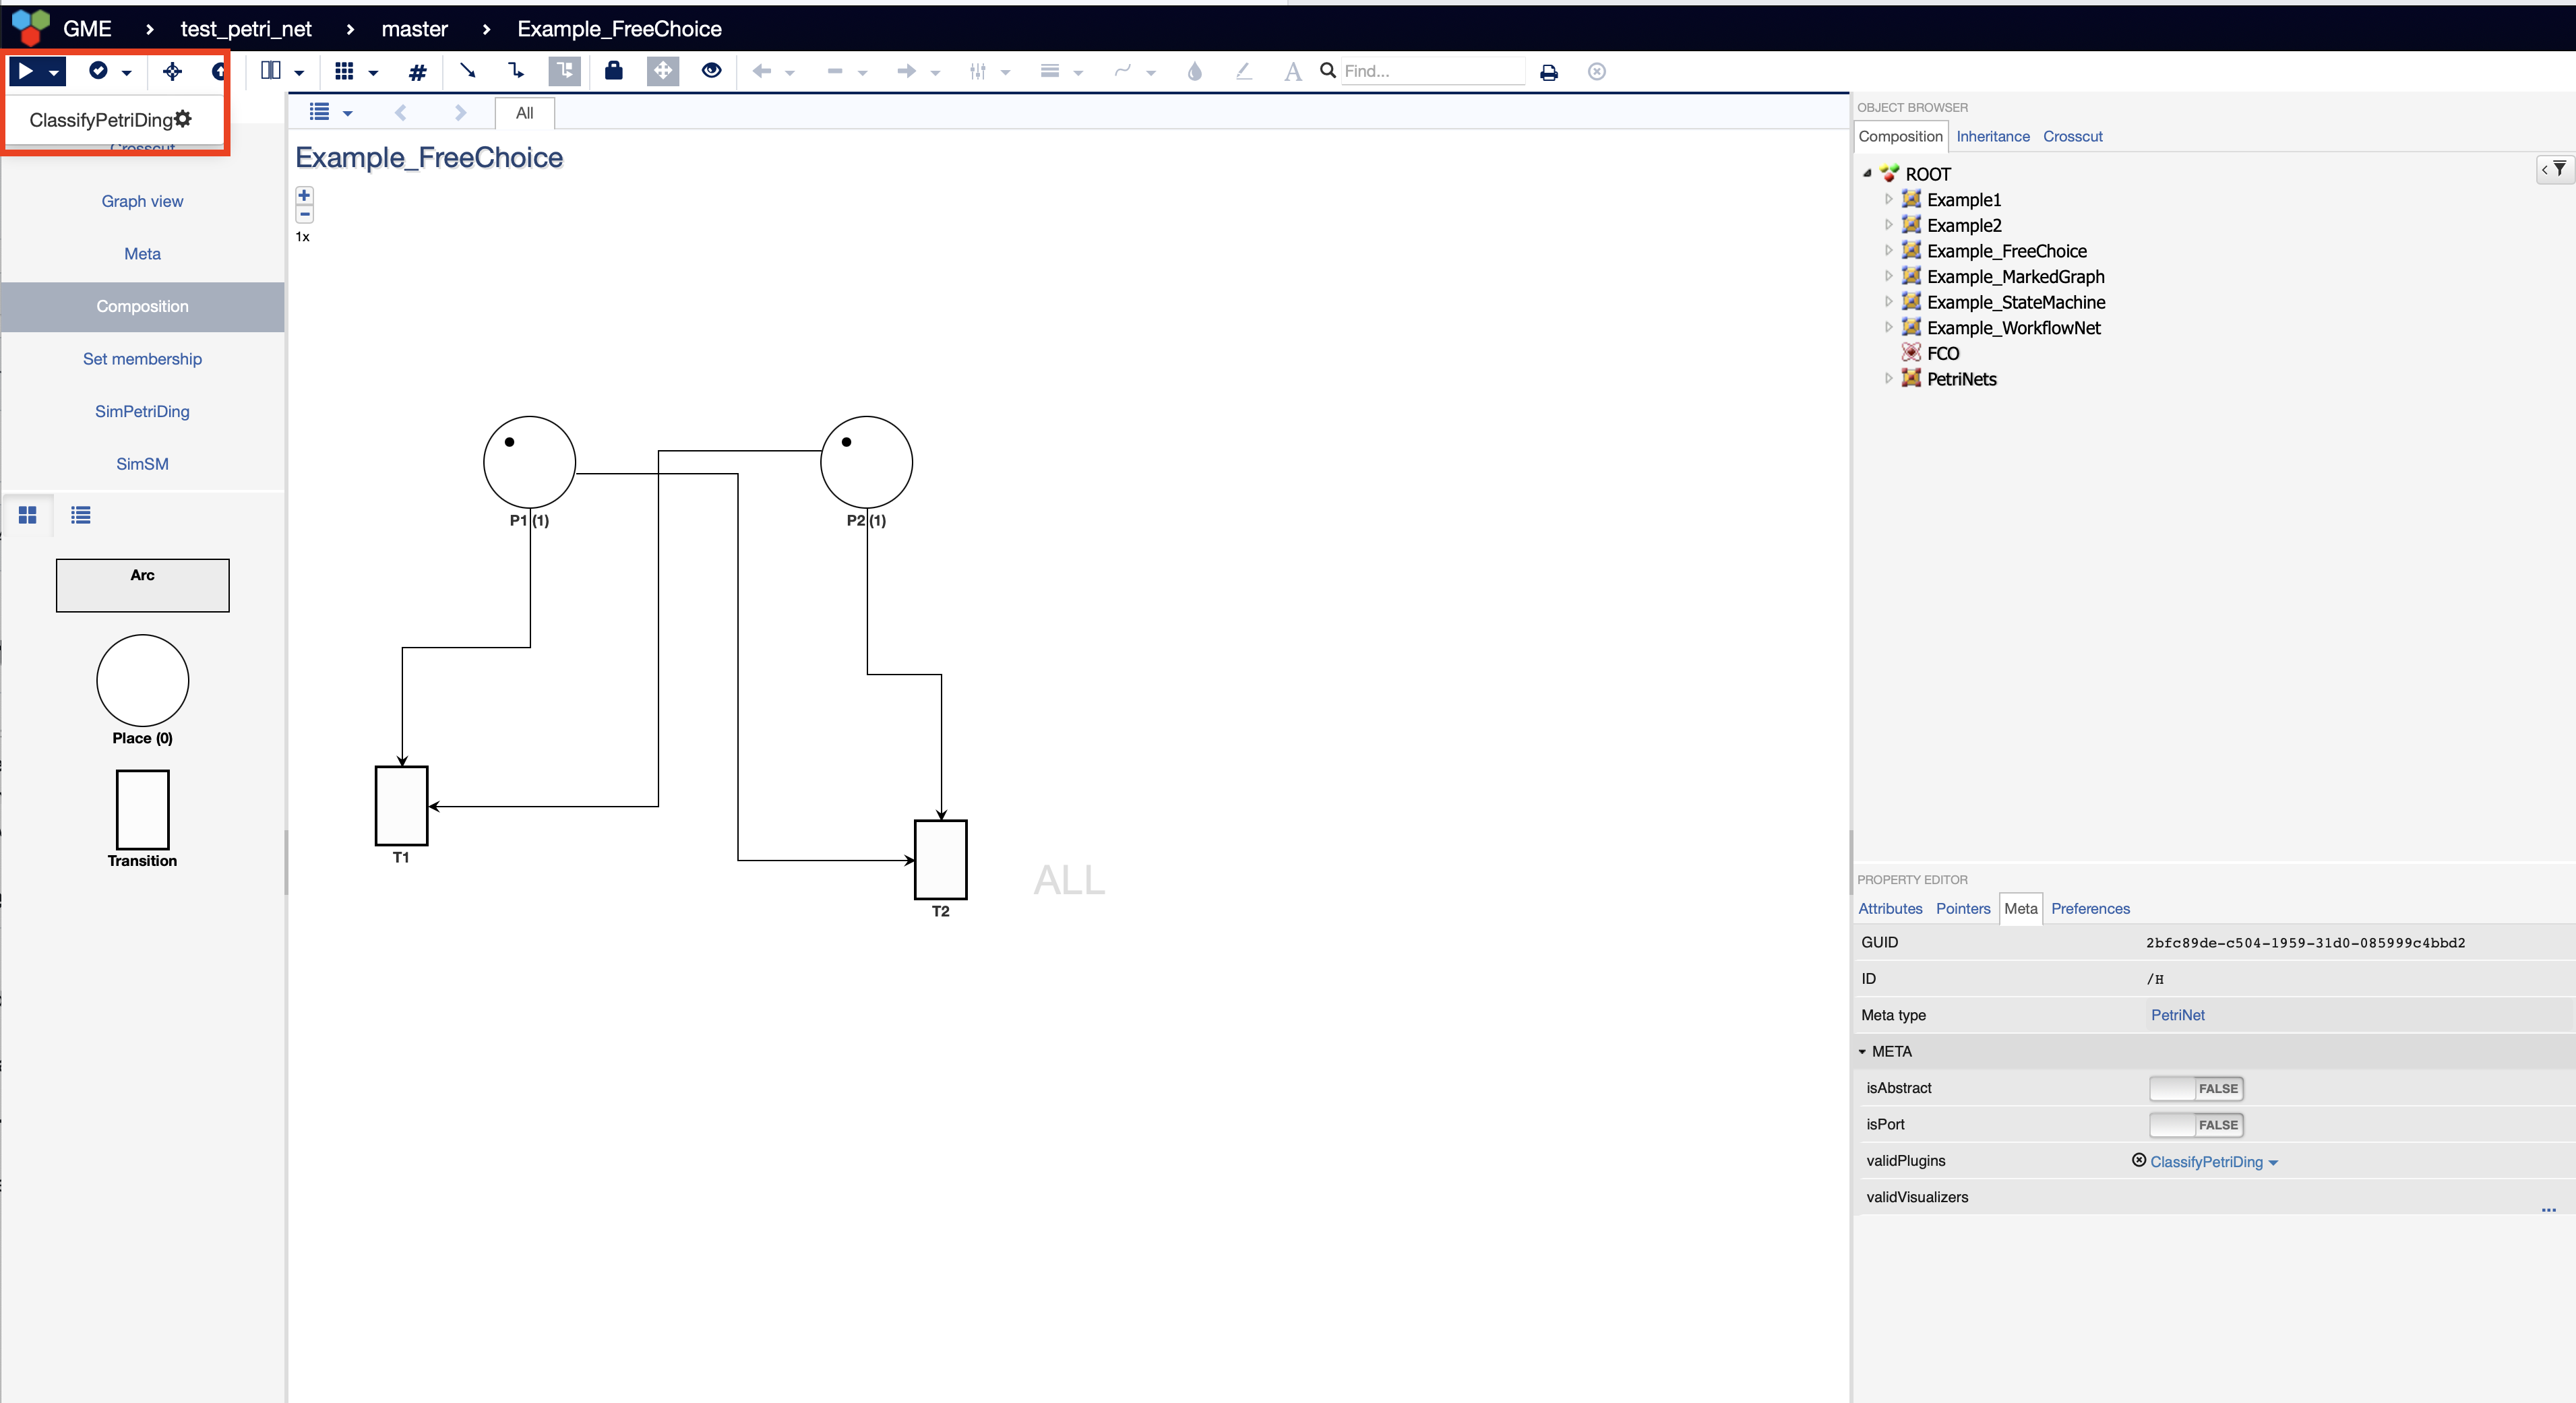 GME › test_petri_net › master › Example_FreeChoice
Find...
ClassifyPetriDing
Crosscut
Graph view
Meta
Composition
Set membership
SimPetriDing
SimSM
Arc
Place (0)
Transition
All
Example_FreeChoice
1x
P1 (1)
P2 (1)
T1
T2
ALL
OBJECT BROWSER
Composition Inheritance Crosscut
ROOT
Example1
Example2
Example_FreeChoice
Example_MarkedGraph
Example_StateMachine
Example_WorkflowNet
FCO
PetriNets
PROPERTY EDITOR
Attributes Pointers Meta Preferences
GUID 2bfc89de-c504-1959-31d0-085999c4bbd2
ID /H
Meta type PetriNet
META
isAbstract FALSE
isPort FALSE
validPlugins ClassifyPetriDing
validVisualizers ...